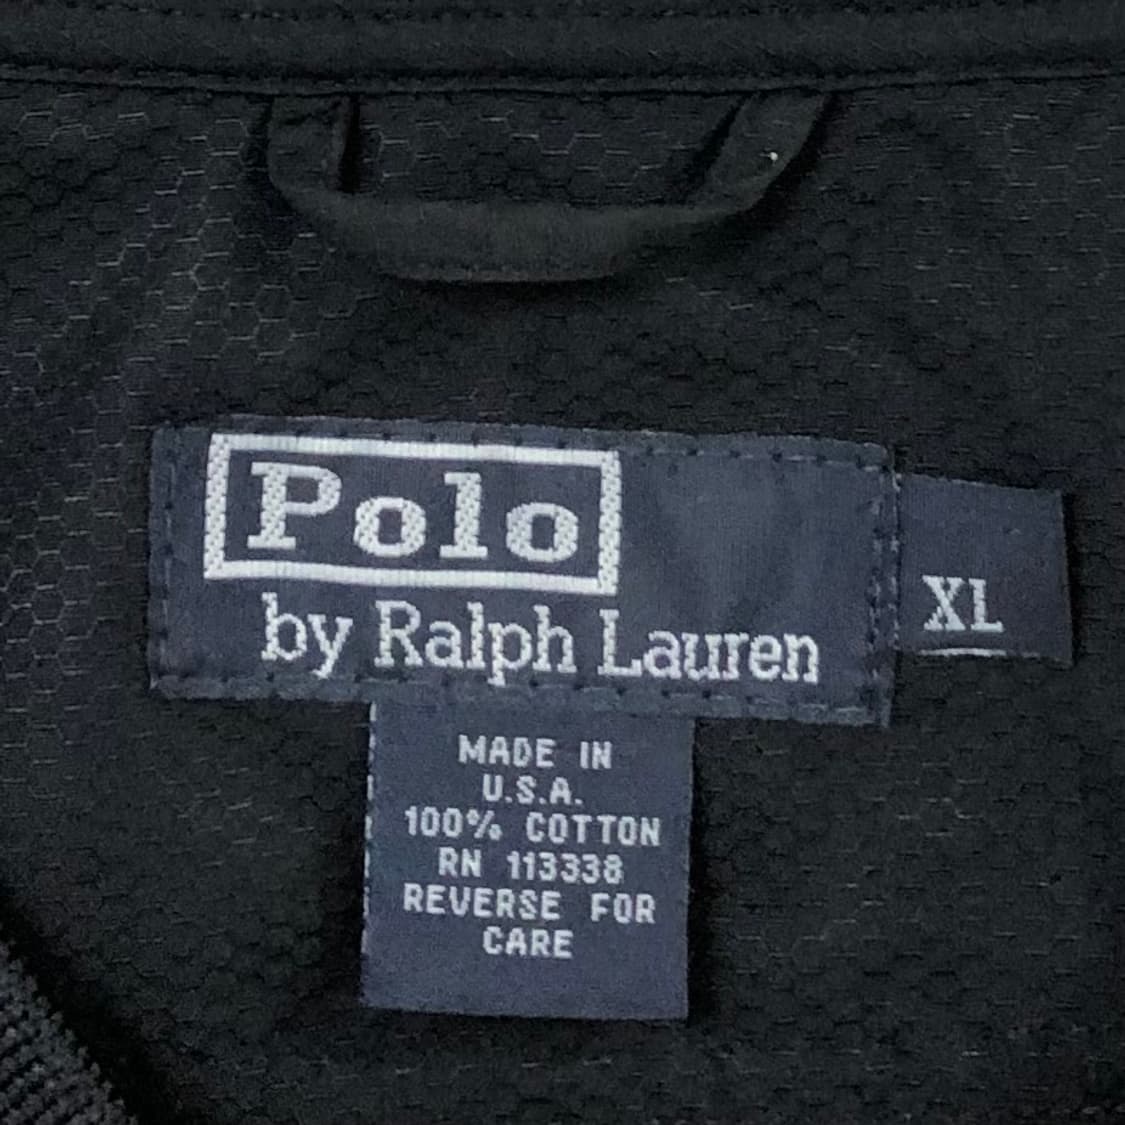 Polo
by Ralph Lauren
XL
MADE IN
U.S.A.
100% COTTON
RN 113338
REVERSE FOR
CARE